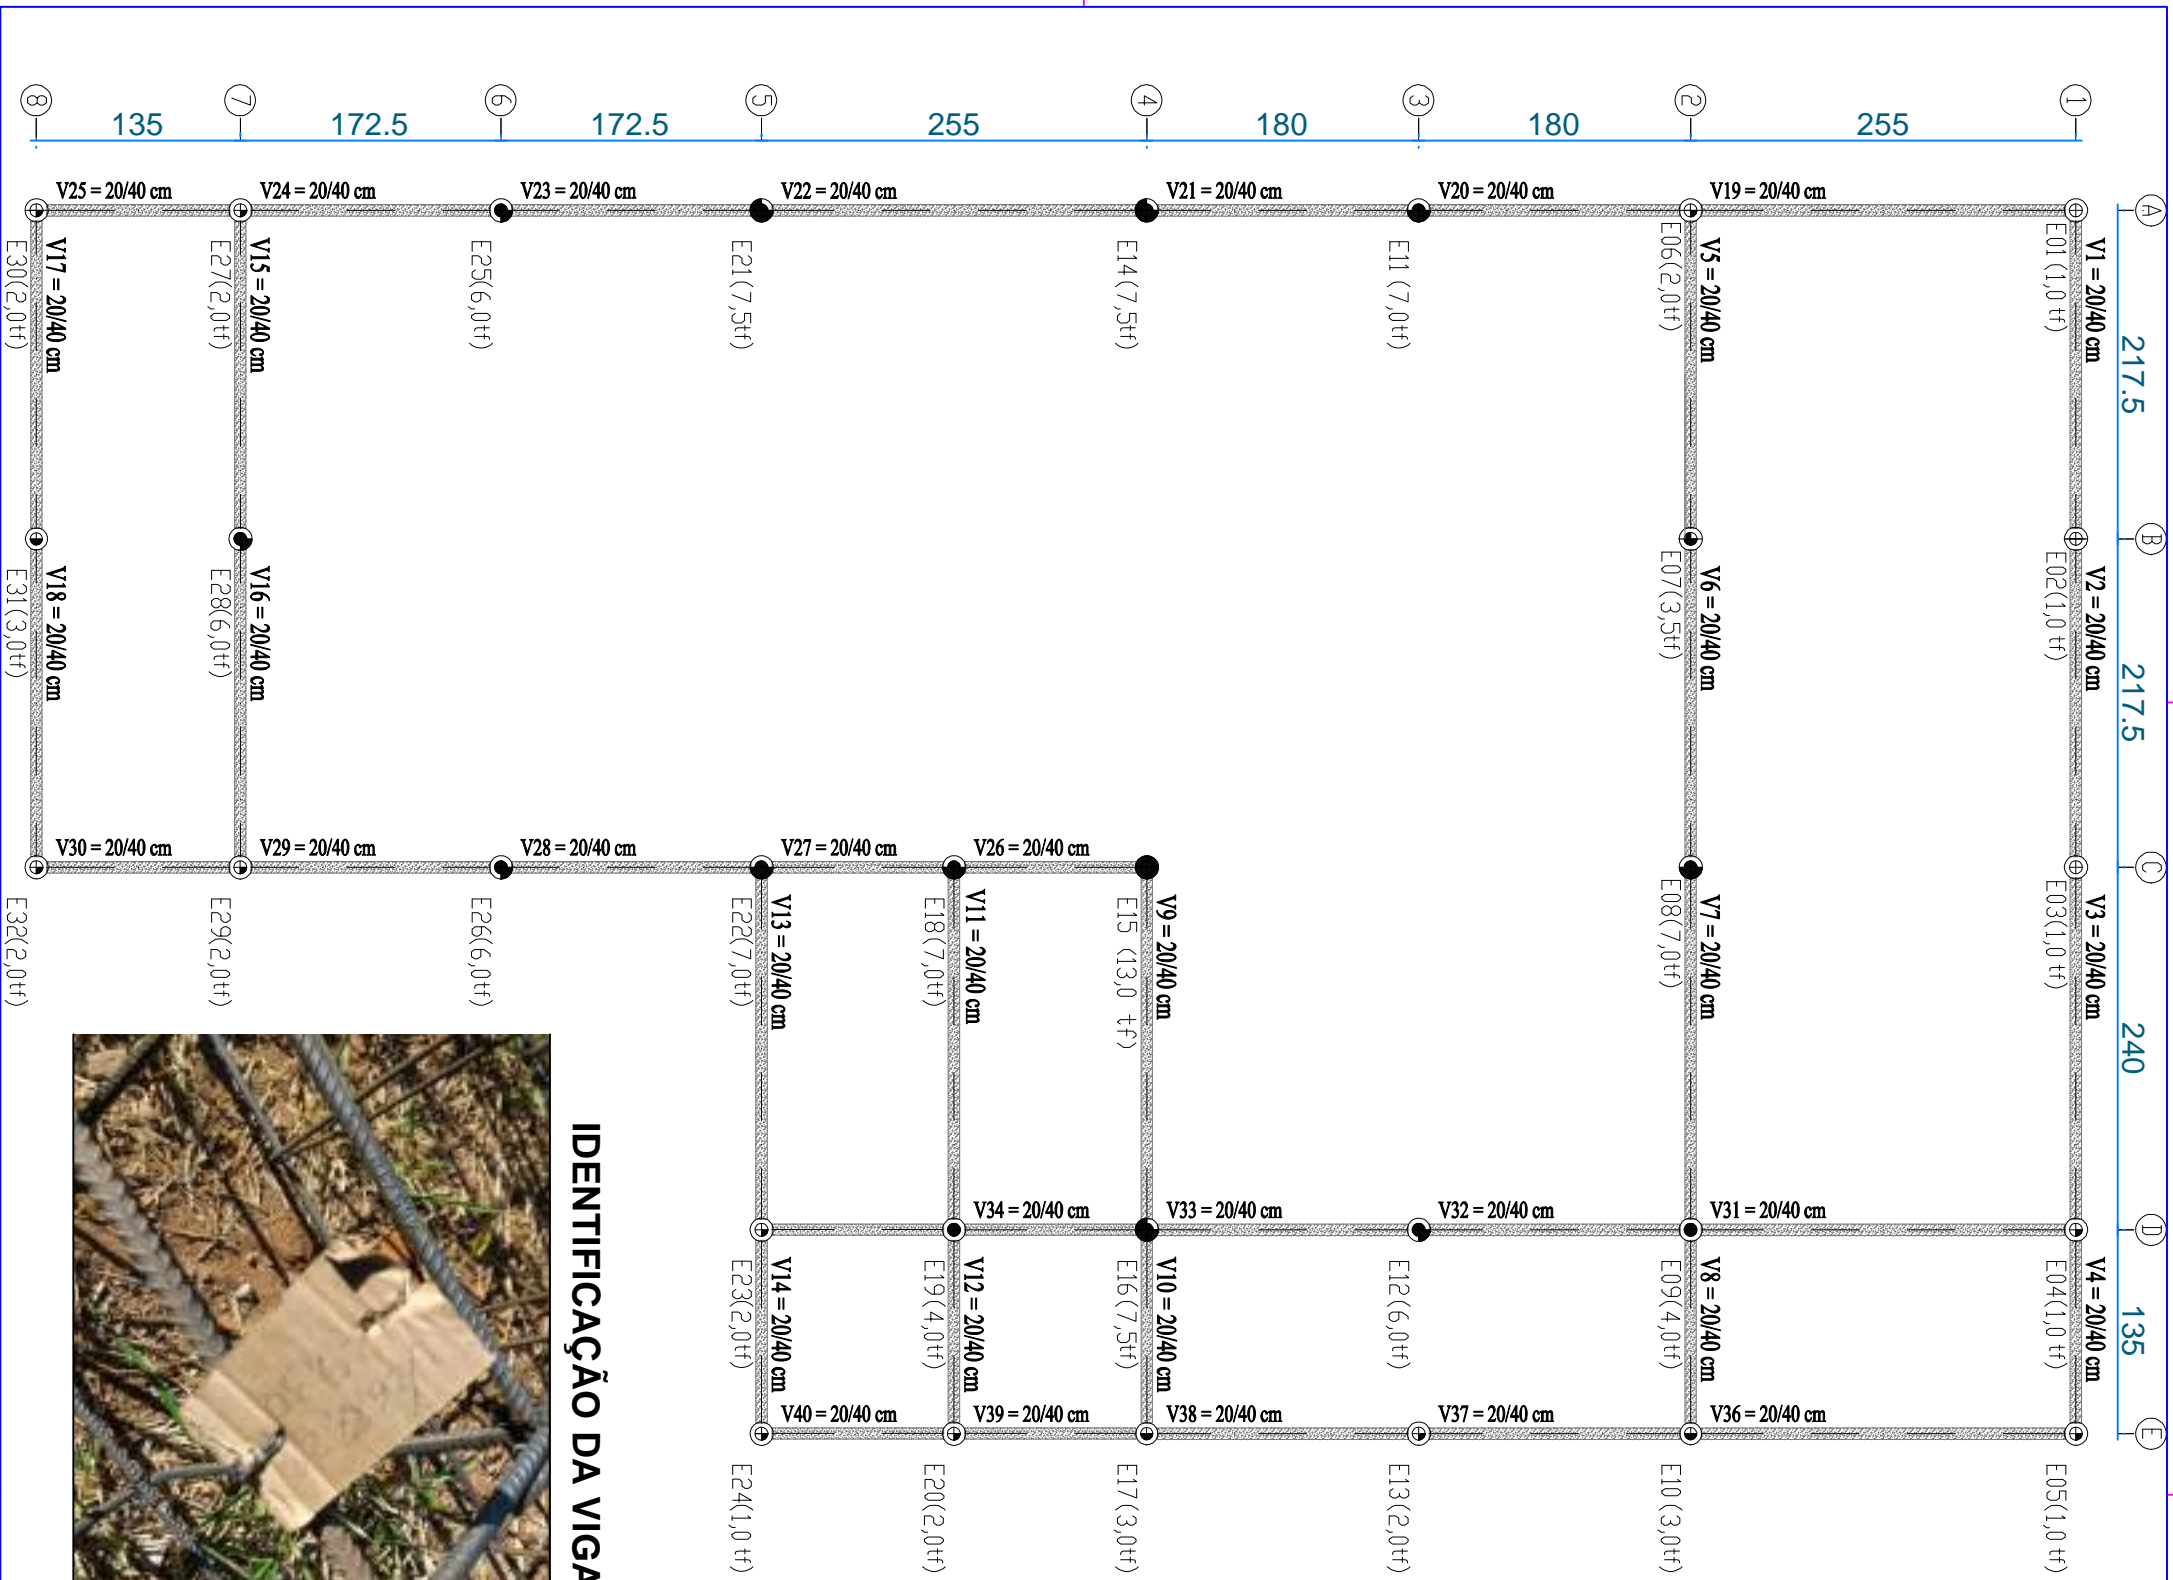 8
7
6
5
4
3
2
1
135
172.5
172.5
255
180
180
255
A
B
C
D
E
217.5
217.5
240
135
V25 = 20/40 cm
V24 = 20/40 cm
V23 = 20/40 cm
V22 = 20/40 cm
V21 = 20/40 cm
V20 = 20/40 cm
V19 = 20/40 cm
V1 = 20/40 cm
V2 = 20/40 cm
V3 = 20/40 cm
V4 = 20/40 cm
E01 (1,0 tf)
E02(1,0 tf)
E03(1,0 tf)
E04(1,0 tf)
E05(1,0 tf)
V5 = 20/40 cm
V6 = 20/40 cm
V7 = 20/40 cm
V8 = 20/40 cm
E06(2,0tf)
E07(3,5tf)
E08(7,0tf)
E09(4,0tf)
E10 (3,0tf)
E11 (7,0tf)
E12(6,0tf)
E13(2,0tf)
V9 = 20/40 cm
V10 = 20/40 cm
E14(7,5tf)
E15 (13,0 tf)
E16(7,5tf)
E17(3,0tf)
V11 = 20/40 cm
V12 = 20/40 cm
E18(7,0tf)
E19(4,0tf)
E20(2,0tf)
V13 = 20/40 cm
V14 = 20/40 cm
E21(7,5tf)
E22(7,0tf)
E23(2,0tf)
E24(1,0 tf)
E25(6,0tf)
E26(6,0tf)
V15 = 20/40 cm
V16 = 20/40 cm
E27(2,0tf)
E28(6,0tf)
E29(2,0tf)
V17 = 20/40 cm
V18 = 20/40 cm
E30(2,0tf)
E31(3,0tf)
E32(2,0tf)
V30 = 20/40 cm
V29 = 20/40 cm
V28 = 20/40 cm
V27 = 20/40 cm
V26 = 20/40 cm
V34 = 20/40 cm
V33 = 20/40 cm
V32 = 20/40 cm
V31 = 20/40 cm
V40 = 20/40 cm
V39 = 20/40 cm
V38 = 20/40 cm
V37 = 20/40 cm
V36 = 20/40 cm
IDENTIFICAÇÃO DA VIGA